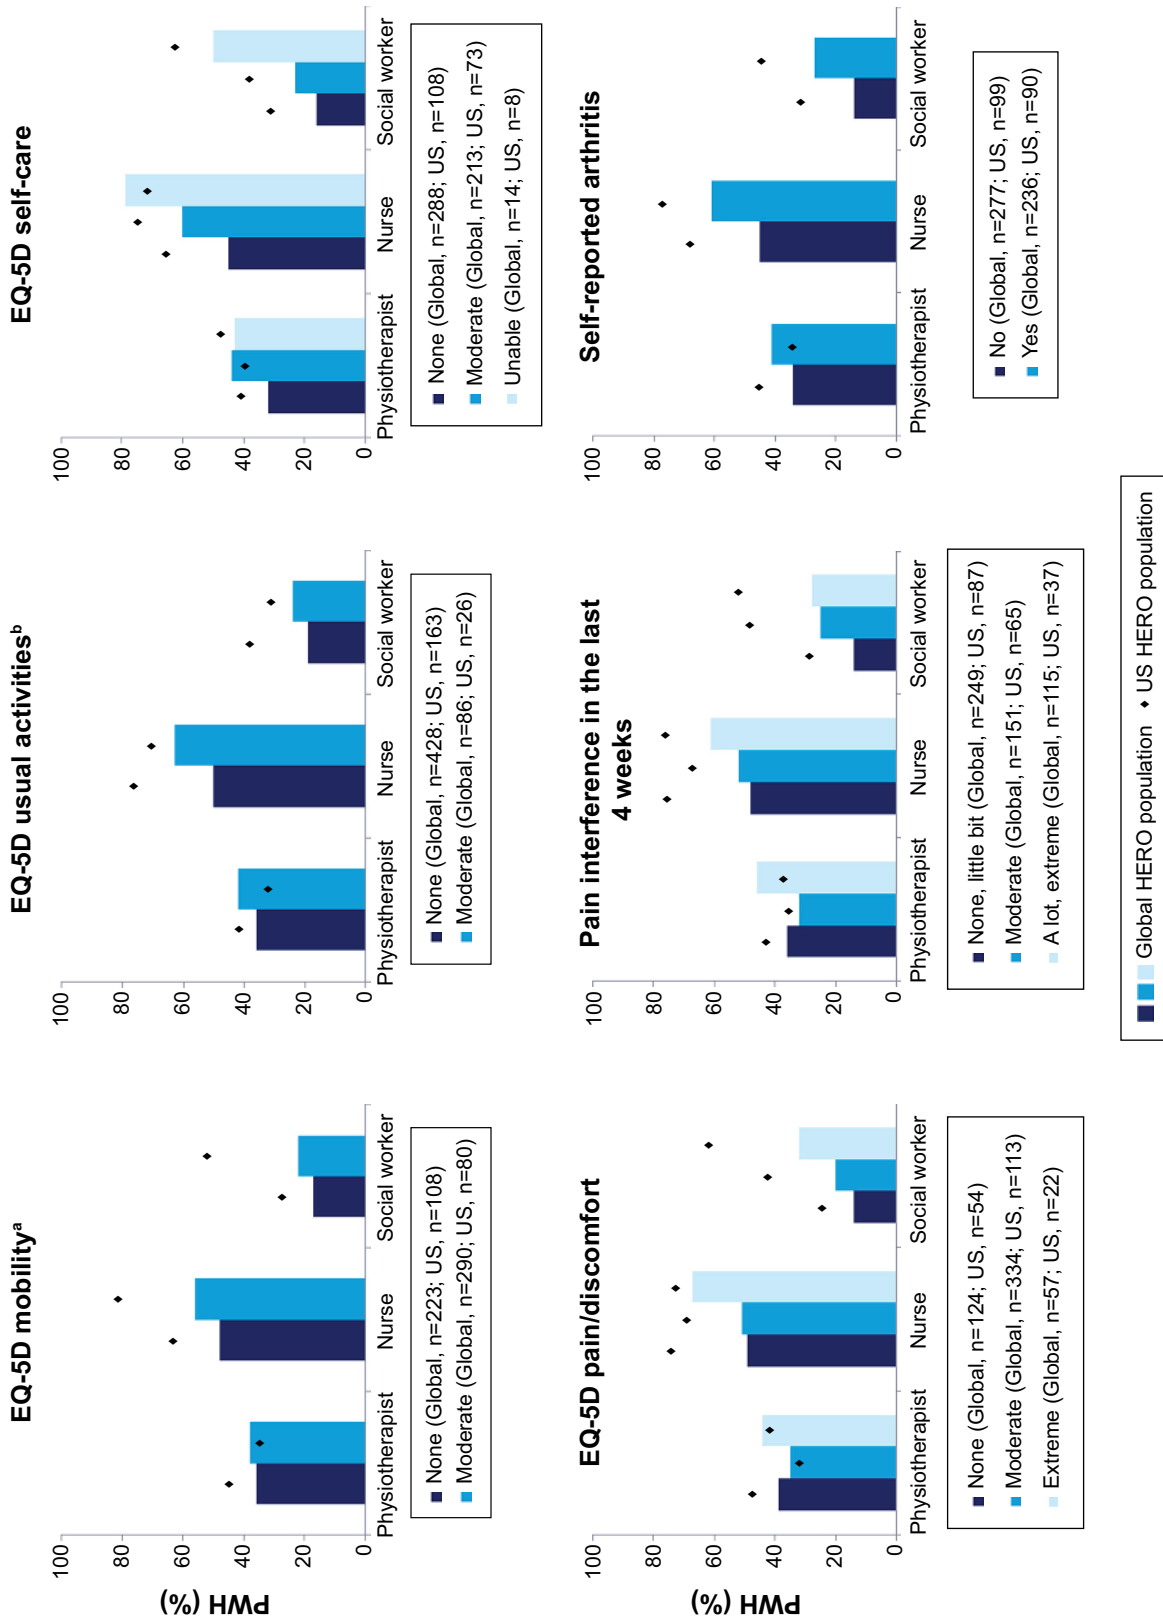 EQ-5D mobilityᵃ
PWH (%)
100
80
60
40
20
0
Physiotherapist Nurse Social worker
None (Global, n=223; US, n=108)
Moderate (Global, n=290; US, n=80)
EQ-5D usual activitiesᵇ
100
80
60
40
20
0
Physiotherapist Nurse Social worker
None (Global, n=428; US, n=163)
Moderate (Global, n=86; US, n=26)
EQ-5D self-care
100
80
60
40
20
0
Physiotherapist Nurse Social worker
None (Global, n=288; US, n=108)
Moderate (Global, n=213; US, n=73)
Unable (Global, n=14; US, n=8)
EQ-5D pain/discomfort
PWH (%)
100
80
60
40
20
0
Physiotherapist Nurse Social worker
None (Global, n=124; US, n=54)
Moderate (Global, n=334; US, n=113)
Extreme (Global, n=57; US, n=22)
Pain interference in the last
4 weeks
100
80
60
40
20
0
Physiotherapist Nurse Social worker
None, little bit (Global, n=249; US, n=87)
Moderate (Global, n=151; US, n=65)
A lot, extreme (Global, n=115; US, n=37)
Self-reported arthritis
100
80
60
40
20
0
Physiotherapist Nurse Social worker
No (Global, n=277; US, n=99)
Yes (Global, n=236; US, n=90)
Global HERO population US HERO population